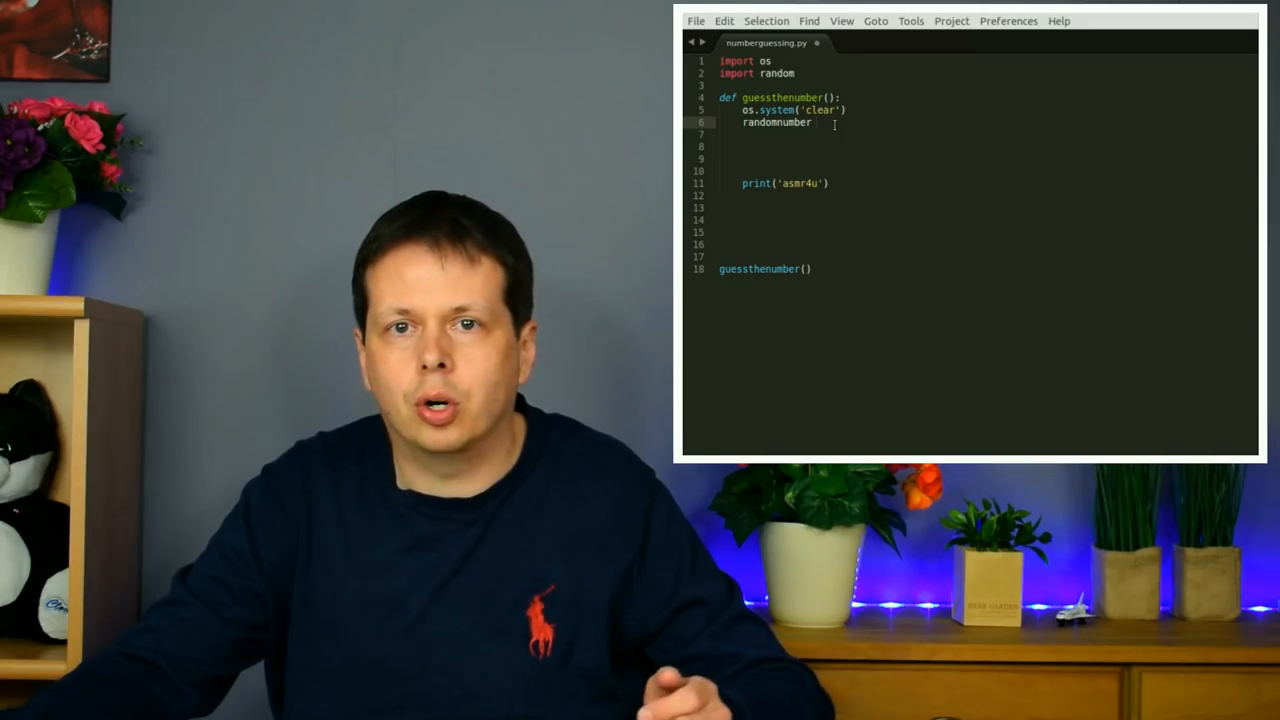 File Edit Selection Find View Goto Tools Project Preferences Help
numberguessing.py
1 import os
2 import random
3
4 def guessthenumber():
5 os.system('clear')
6 randomnumber
7
8
9
10
11 print('asmr4u')
12
13
14
15
16
17
18 guessthenumber()
HERB GARDEN